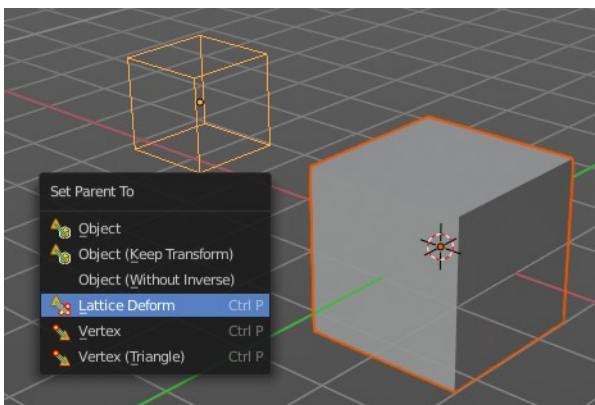 Set Parent To
Object
Object (Keep Transform)
Object (Without Inverse)
Lattice Deform Ctrl P
Vertex Ctrl P
Vertex (Triangle) Ctrl P